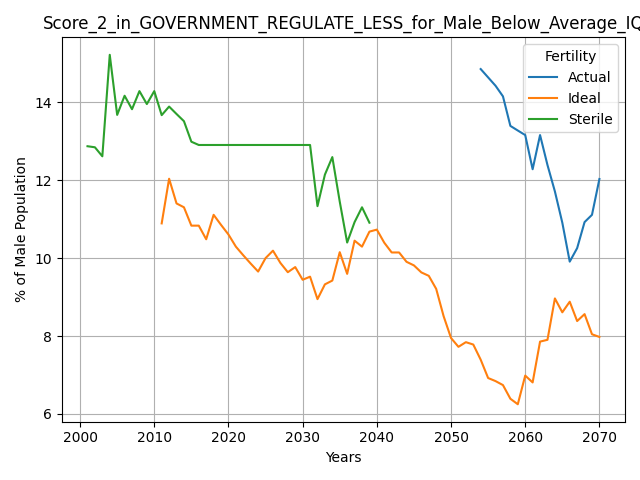 Score_2_in_GOVERNMENT_REGULATE_LESS_for_Male_Below_Average_IQ
Fertility
Actual
Ideal
Sterile
% of Male Population
14
12
10
8
6
2000 2010 2020 2030 2040 2050 2060 2070
Years